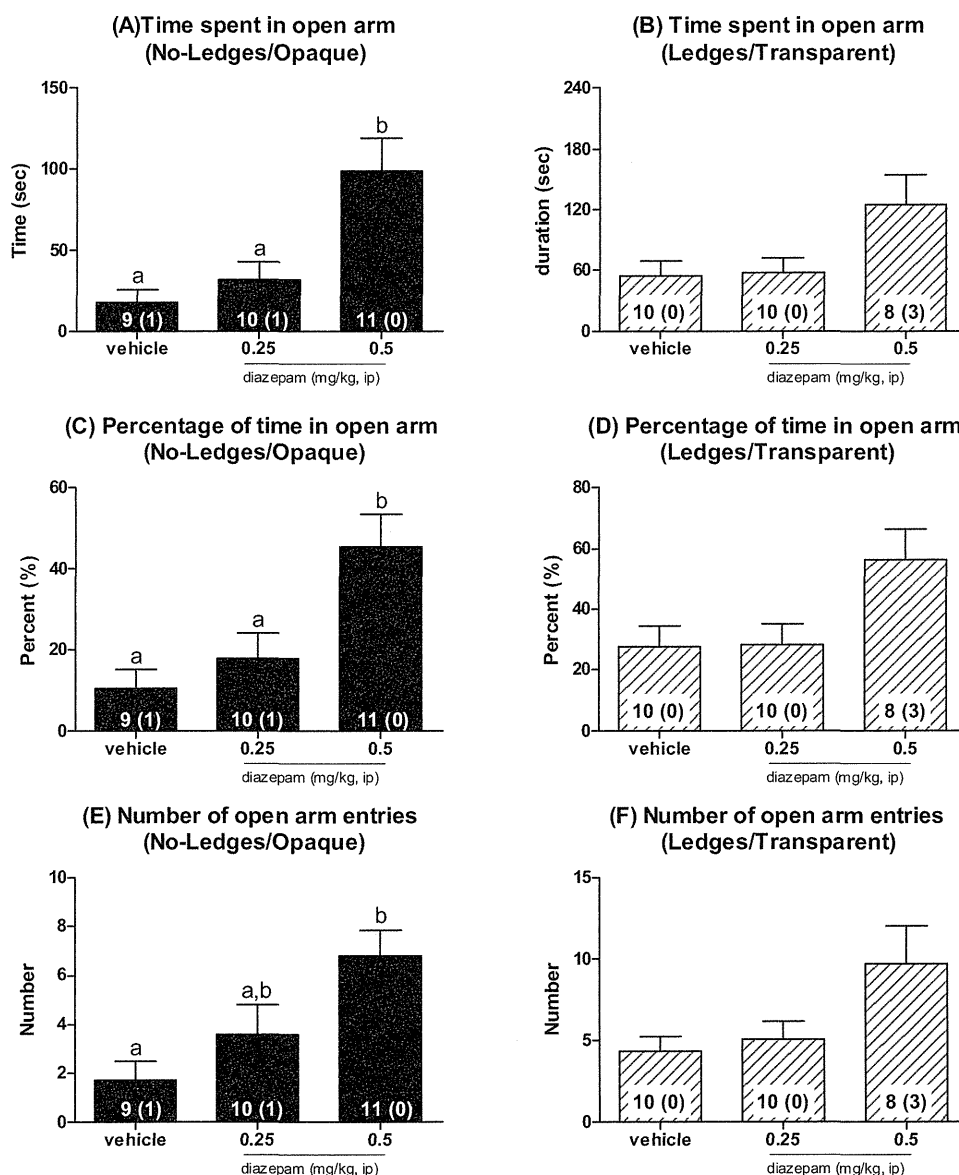 (A)Time spent in open arm
(No-Ledges/Opaque)
150
100
50
0
Time (sec)
a
a
b
9 (1)
10 (1)
11 (0)
vehicle
0.25
0.5
diazepam (mg/kg, ip)
(B) Time spent in open arm
(Ledges/Transparent)
240
180
120
60
0
duration (sec)
10 (0)
10 (0)
8 (3)
vehicle
0.25
0.5
diazepam (mg/kg, ip)
(C) Percentage of time in open arm
(No-Ledges/Opaque)
60
40
20
0
Percent (%)
a
a
b
9 (1)
10 (1)
11 (0)
vehicle
0.25
0.5
diazepam (mg/kg, ip)
(D) Percentage of time in open arm
(Ledges/Transparent)
80
60
40
20
0
Percent (%)
10 (0)
10 (0)
8 (3)
vehicle
0.25
0.5
diazepam (mg/kg, ip)
(E) Number of open arm entries
(No-Ledges/Opaque)
10
8
6
4
2
0
Number
a
a,b
b
9 (1)
10 (1)
11 (0)
vehicle
0.25
0.5
diazepam (mg/kg, ip)
(F) Number of open arm entries
(Ledges/Transparent)
15
10
5
0
Number
10 (0)
10 (0)
8 (3)
vehicle
0.25
0.5
diazepam (mg/kg, ip)